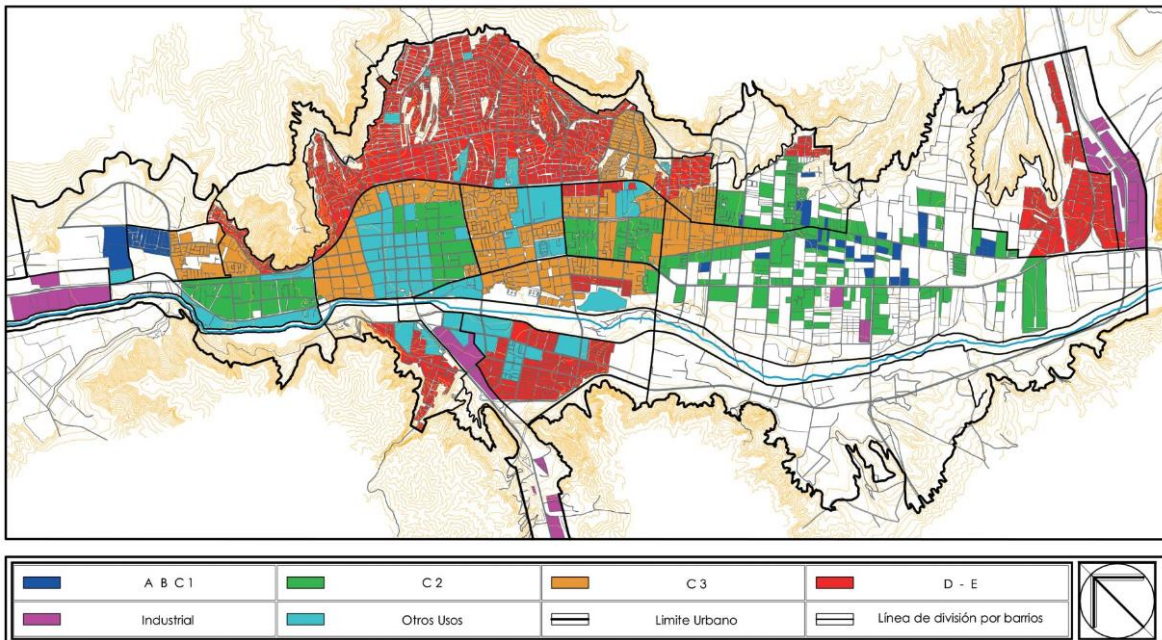 A B C 1
C 2
C 3
D - E
Industrial
Otros Usos
Limite Urbano
Línea de división por barrios